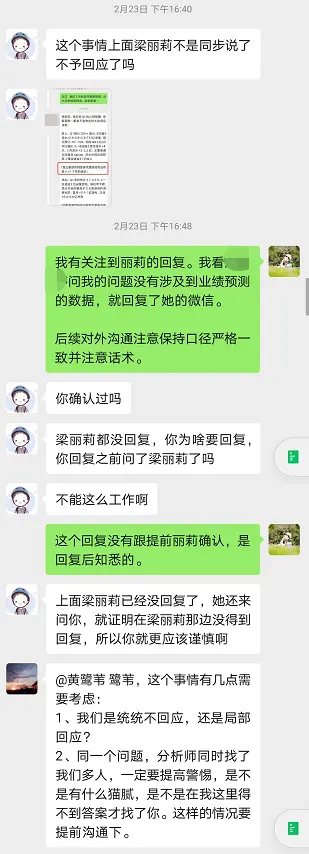 2月23日 下午16:40
这个事情上面梁丽莉不是同步说了
不予回应了吗
2月23日 下午16:48
我有关注到丽莉的回复。我看
问我的问题没有涉及到业绩预测
的数据，就回复了她的微信。
后续对外沟通注意保持口径严格一
致并注意话术。
你确认过吗
梁丽莉都没回复，你为啥要回复，
你回复之前问了梁丽莉了吗
不能这么工作啊
这个回复没有跟提前丽莉确认，是
回复后知悉的。
上面梁丽莉已经没回复了，她还来
问你，就证明在梁丽莉那边没得到
回复，所以你就更应该谨慎啊
@黄鹭苇 鹭苇，这个事情有几点需
要考虑：
1、我们是统统不回应，还是局部
回应？
2、同一个问题，分析师同时找了
我们多人，一定要提高警惕，是不
是有什么猫腻，是不是在我这里得
不到答案才找了你。这样的情况要
提前沟通下。